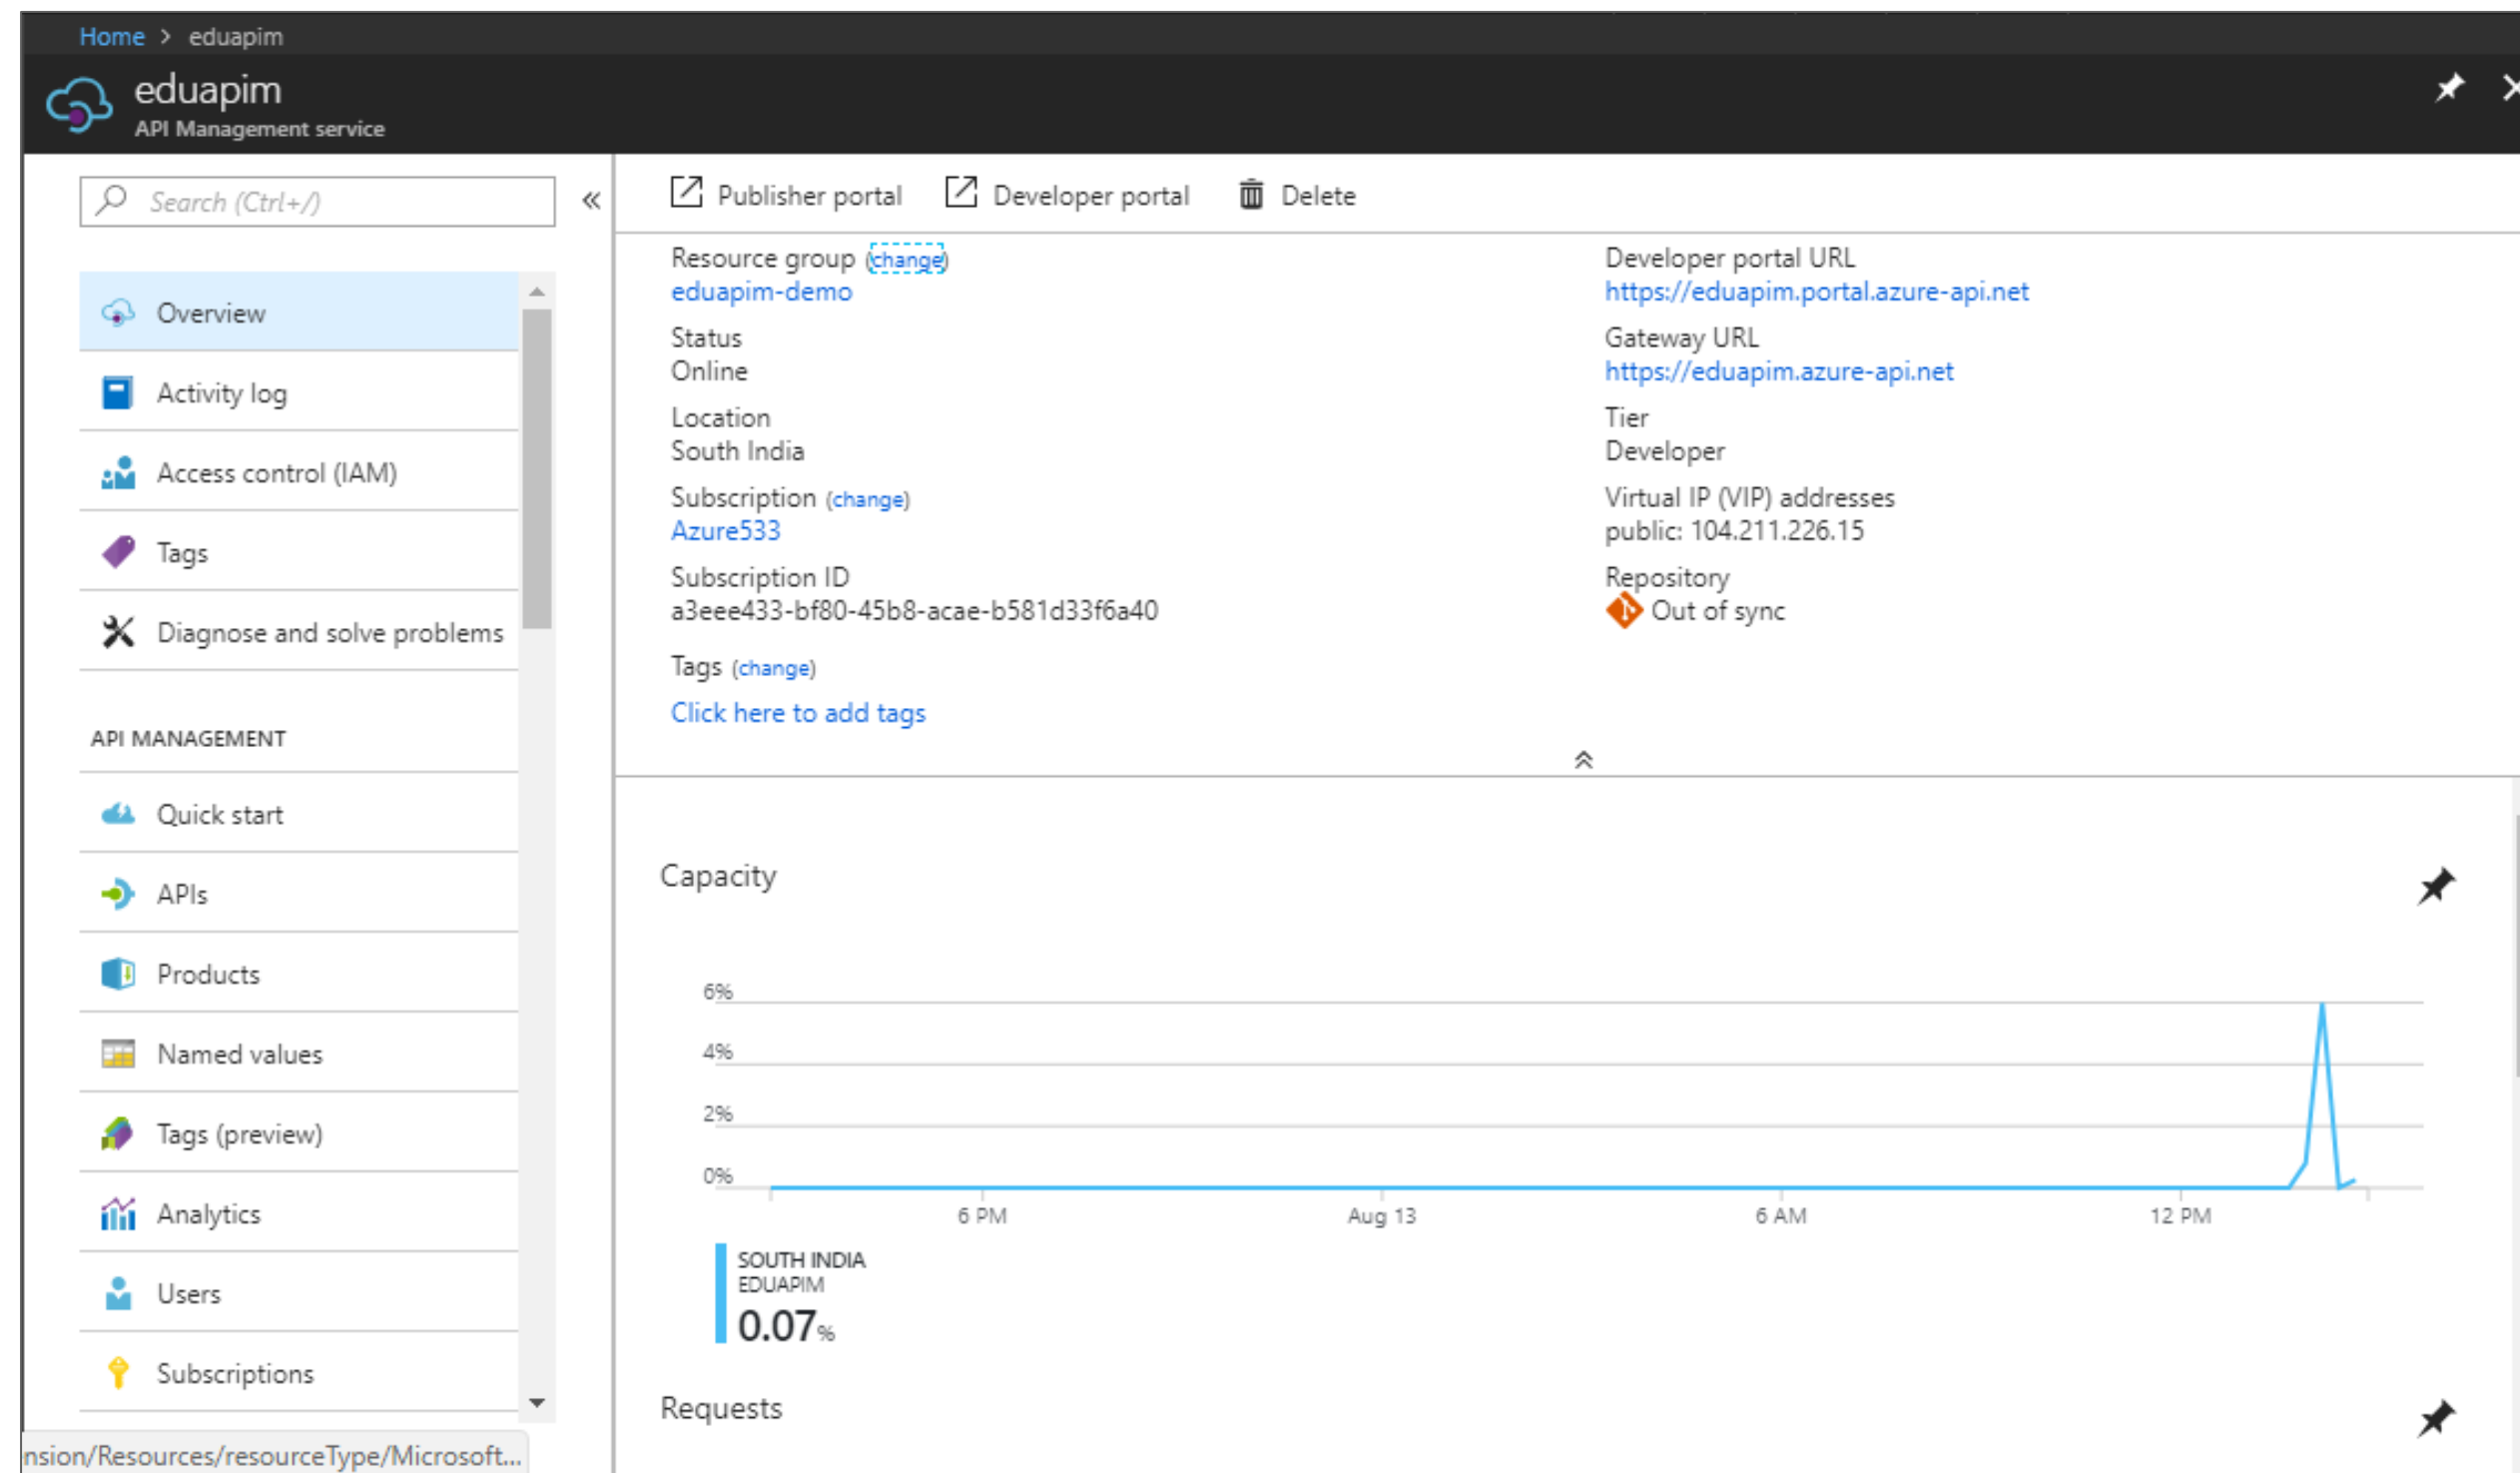 Home > eduapim
eduapim
API Management service
Search (Ctrl+/)
«
Overview
Activity log
Access control (IAM)
Tags
Diagnose and solve problems
API MANAGEMENT
Quick start
APIs
Products
Named values
Tags (preview)
Analytics
Users
Subscriptions
nsion/Resources/resourceType/Microsoft...
Publisher portal Developer portal Delete
Resource group (change)
eduapim-demo
Status
Online
Location
South India
Subscription (change)
Azure533
Subscription ID
a3eee433-bf80-45b8-acae-b581d33f6a40
Tags (change)
Click here to add tags
Developer portal URL
https://eduapim.portal.azure-api.net
Gateway URL
https://eduapim.azure-api.net
Tier
Developer
Virtual IP (VIP) addresses
public: 104.211.226.15
Repository
Out of sync
Capacity
6%
4%
2%
0%
6 PM Aug 13 6 AM 12 PM
SOUTH INDIA
EDUAPIM
0.07%
Requests